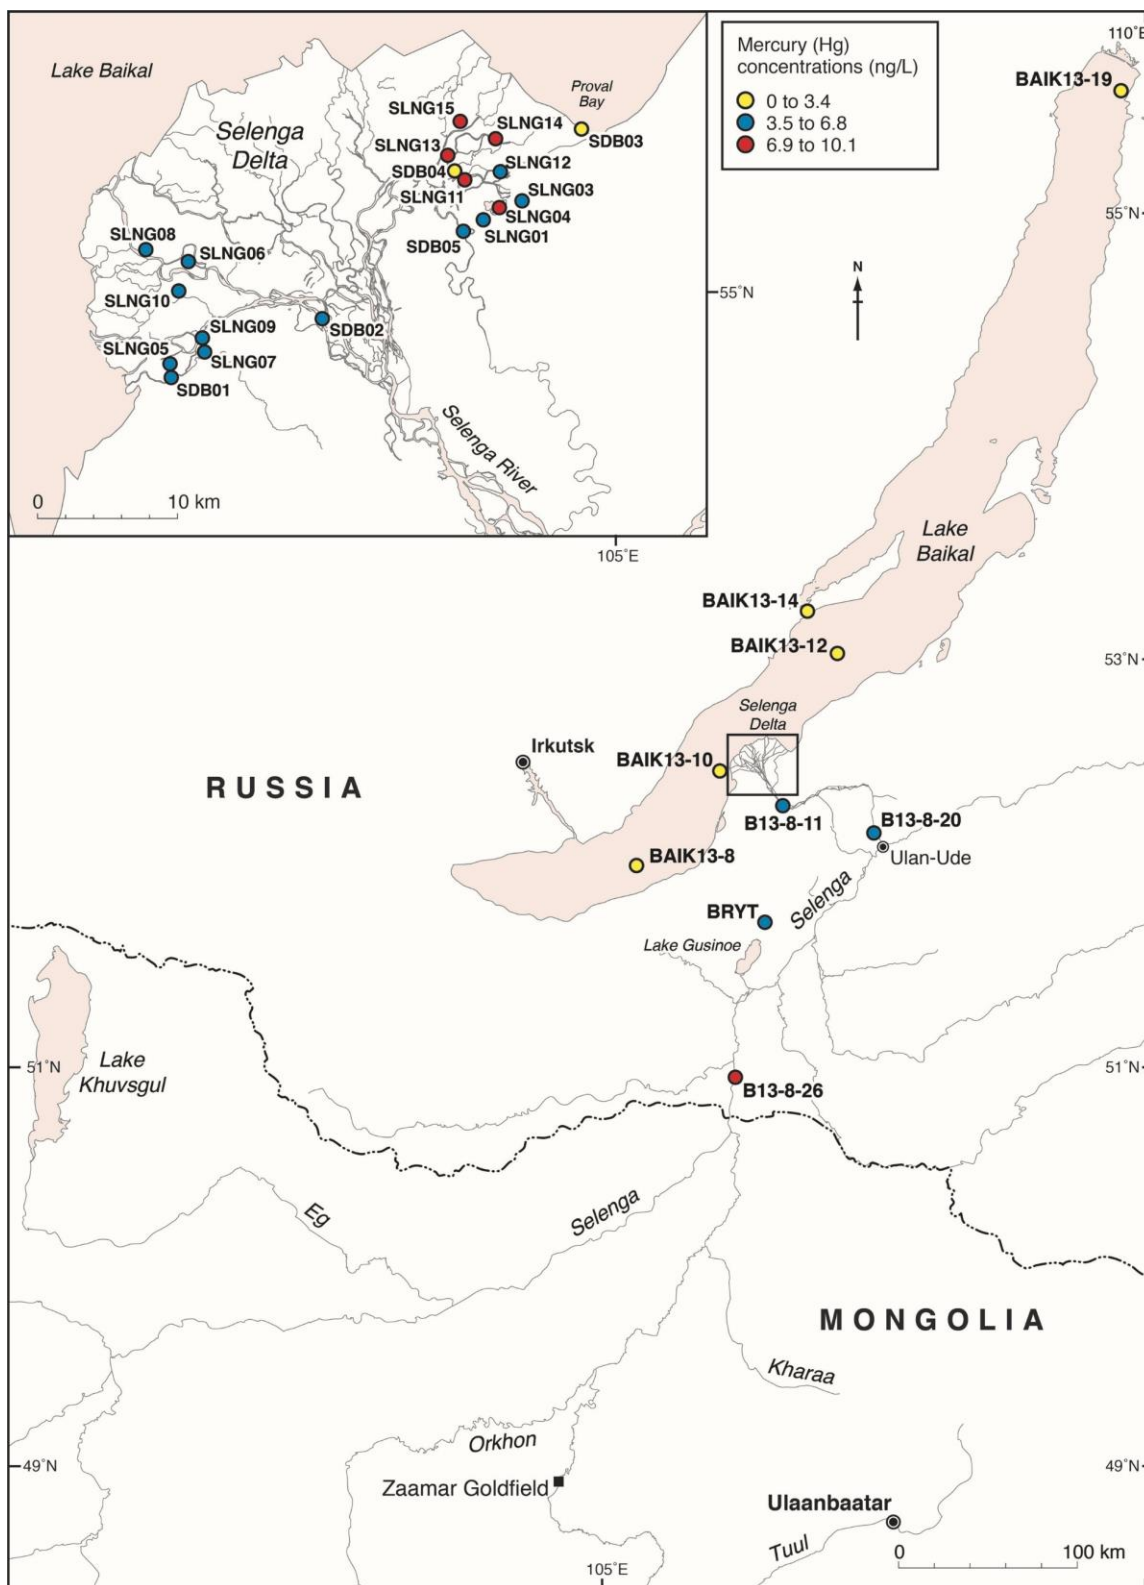 Lake Baikal
Selenga
Delta
Proval
Bay
SLNG15
SLNG14
SDB03
SLNG13
SLNG12
SDB04
SLNG03
SLNG11
SLNG04
SLNG01
SDB05
SLNG08
SLNG06
SLNG10
SLNG09
SDB02
SLNG05
SLNG07
SDB01
Selenga River
0 10 km
Mercury (Hg)
concentrations (ng/L)
0 to 3.4
3.5 to 6.8
6.9 to 10.1
110°E
BAIK13-19
55°N
55°N
N
105°E
Lake
Baikal
BAIK13-14
BAIK13-12
53°N
Selenga
Delta
Irkutsk
BAIK13-10
RUSSIA
B13-8-11
B13-8-20
Ulan-Ude
BAIK13-8
Selenga
BRYT
Lake Gusinoe
Lake
Khuvsgul
51°N
51°N
B13-8-26
Eg
Selenga
MONGOLIA
Kharaa
Orkhon
49°N
49°N
Zaamar Goldfield
Ulaanbaatar
Tuul
0 100 km
105°E